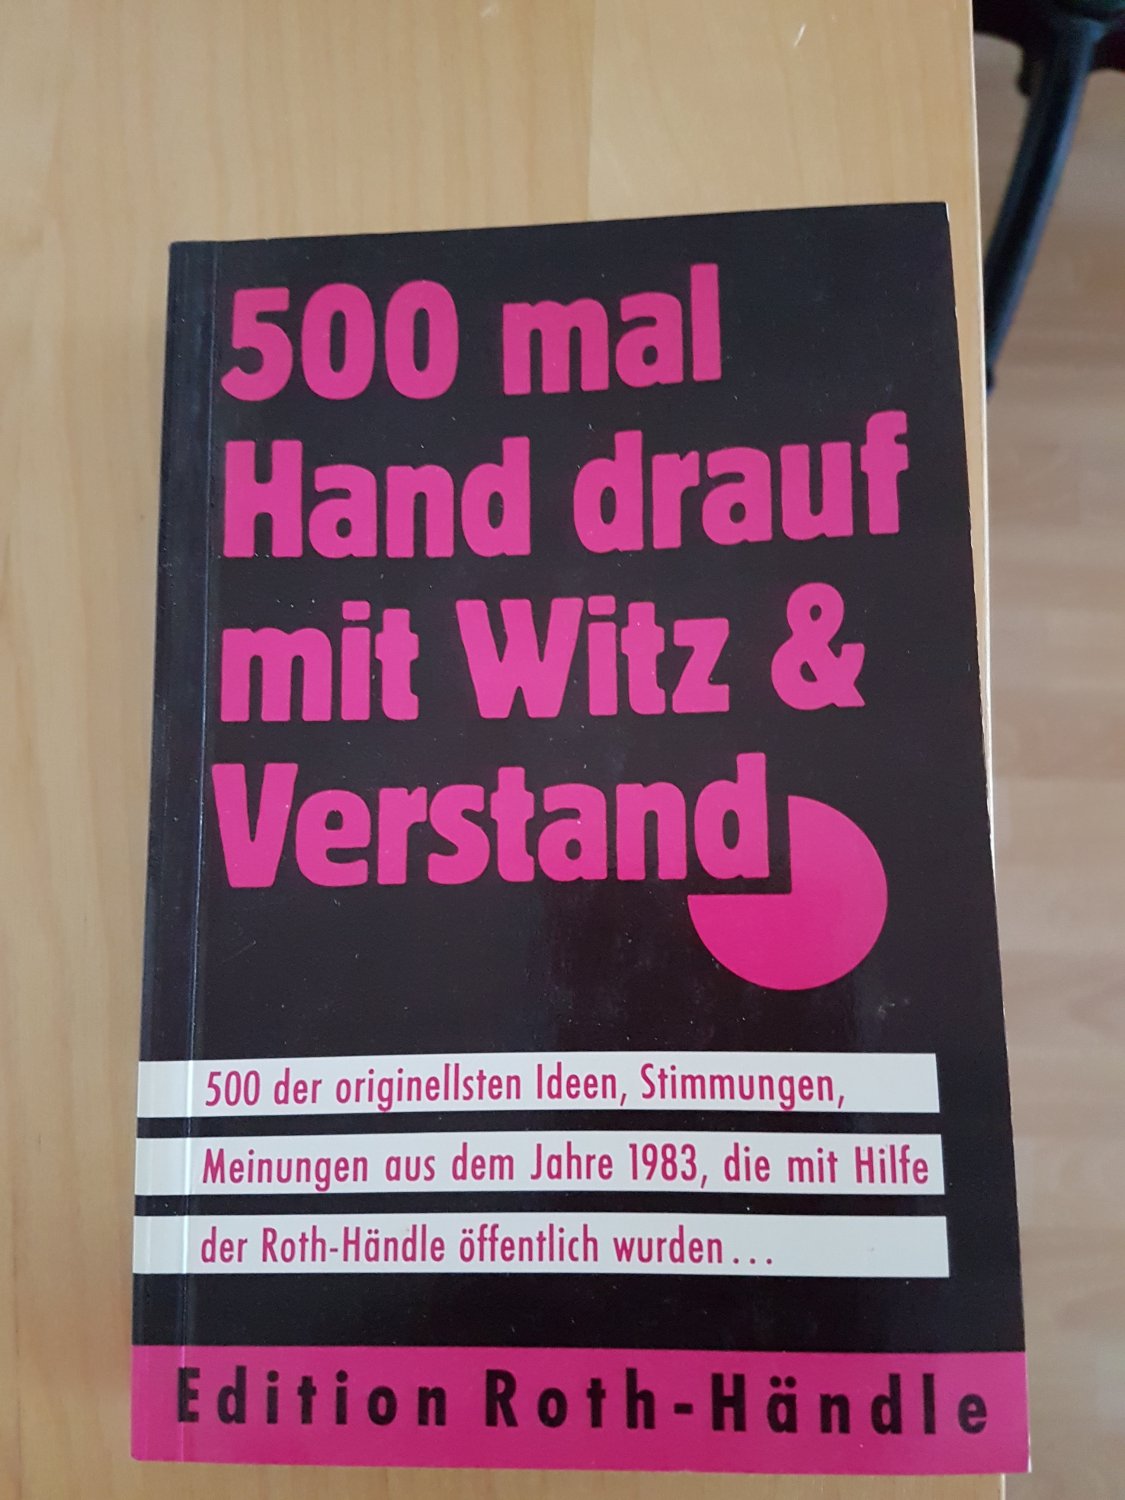 500 mal
Hand drauf
mit Witz &
Verstand
500 der originellsten Ideen, Stimmungen,
Meinungen aus dem Jahre 1983, die mit Hilfe
der Roth-Händle öffentlich wurden...
Edition Roth-Händle